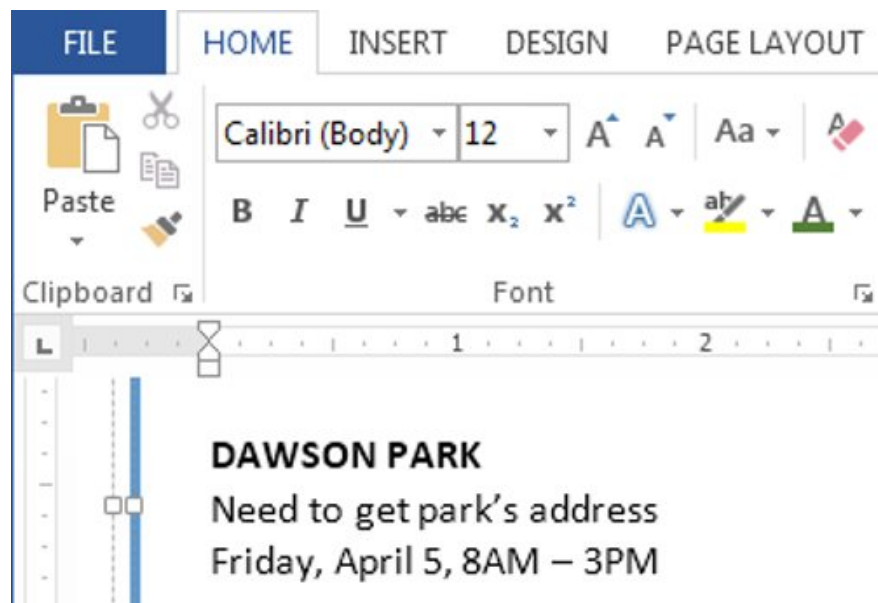 FILE HOME INSERT DESIGN PAGE LAYOUT
Calibri (Body) 12 A A Aa A
Paste
B I U abc X₂ X² A ab A
Clipboard Font
L 1 2
DAWSON PARK
Need to get park’s address
Friday, April 5, 8AM – 3PM